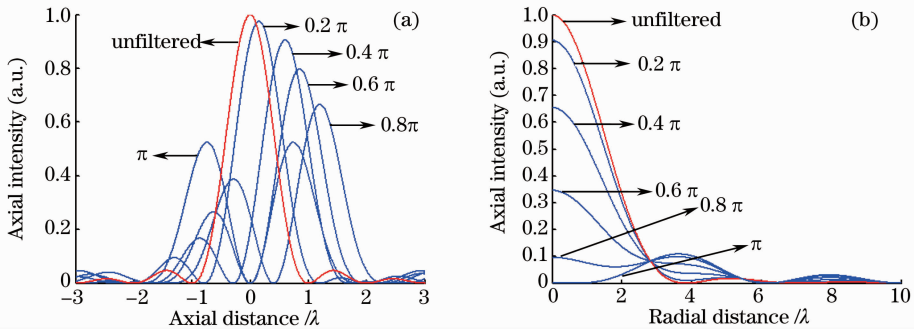 (a)
1.0
0.8
0.6
0.4
0.2
0
Axial intensity (a.u.)
unfiltered
0.2 π
0.4 π
0.6 π
0.8π
π
−3
−2
−1
0
1
2
3
Axial distance /λ
(b)
1.0
0.9
0.8
0.7
0.6
0.5
0.4
0.3
0.2
0.1
0
Axial intensity (a.u.)
unfiltered
0.2 π
0.4 π
0.6 π
0.8 π
π
0
2
4
6
8
10
Radial distance /λ